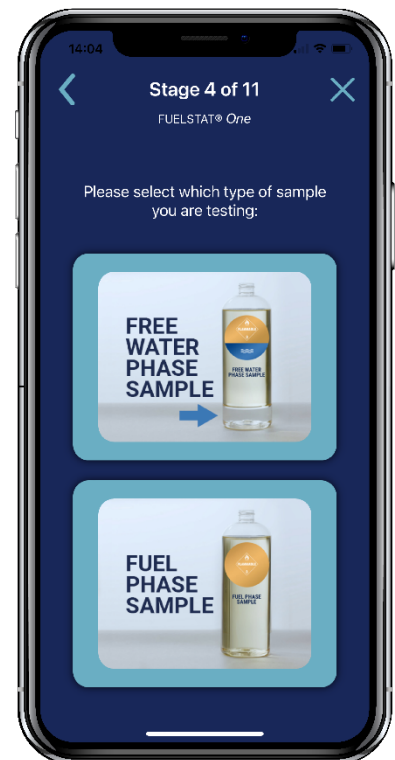 14:04
Stage 4 of 11
FUELSTAT® One
Please select which type of sample
you are testing:
FREE
WATER
PHASE
SAMPLE
FREE WATER
PHASE SAMPLE
FUEL
PHASE
SAMPLE
FUEL PHASE
SAMPLE